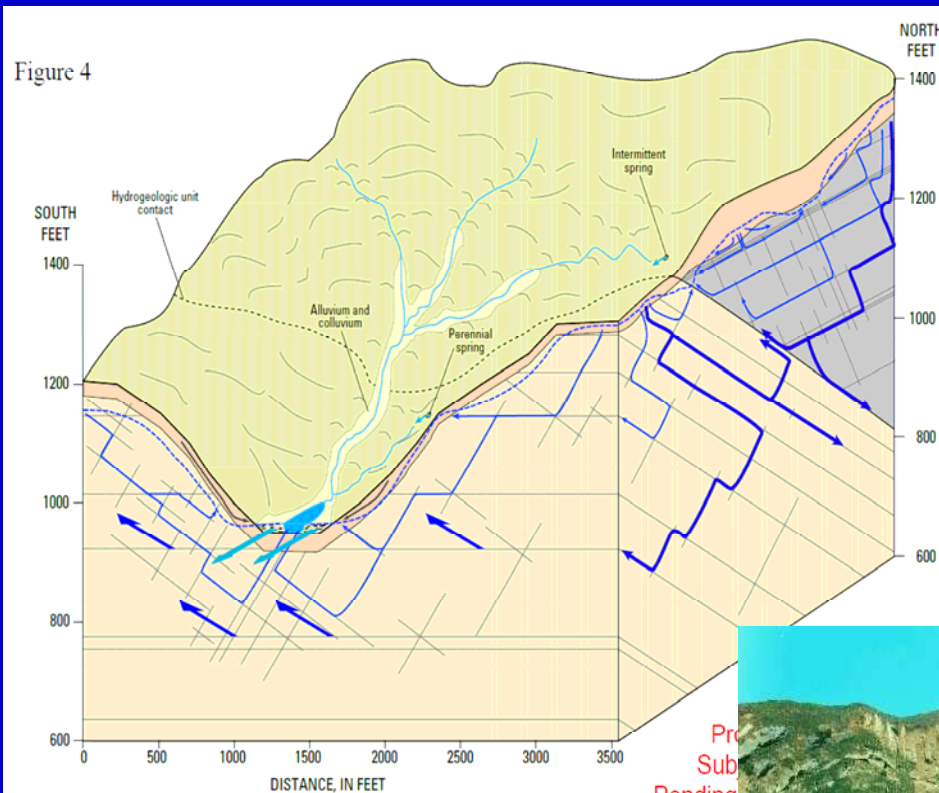 Figure 4
NORTH
FEET
1400
1200
1000
800
600
Intermittent
spring
Hydrogeologic unit
contact
SOUTH
FEET
1400
1200
1000
800
600
Alluvium and
colluvium
Perennial
spring
0
500
1000
1500
2000
2500
3000
3500
DISTANCE, IN FEET